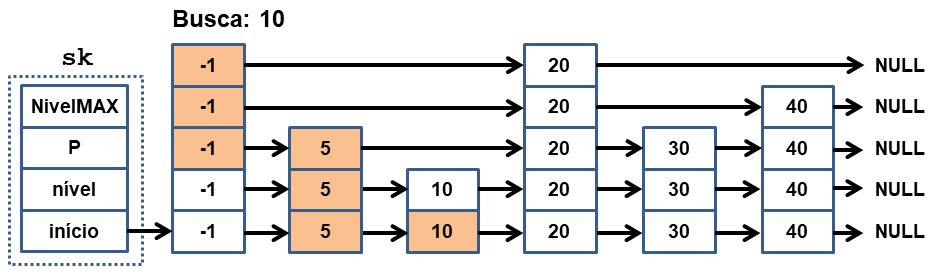 Busca: 10
sk
-1 20 NULL
NivelMAX -1 20 40 NULL
P -1 5 20 30 40 NULL
nível -1 5 10 20 30 40 NULL
início -1 5 10 20 30 40 NULL